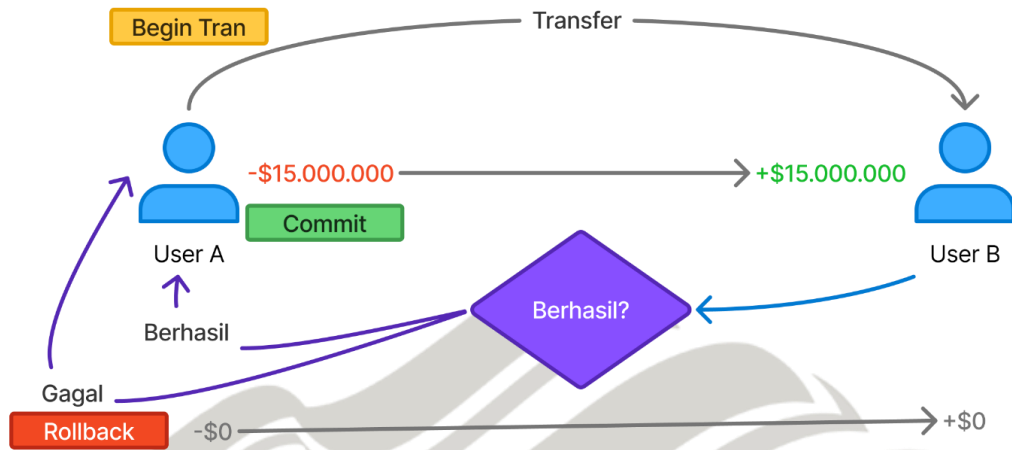 Begin Tran
Transfer
-$15.000.000
+$15.000.000
Commit
User A
User B
Berhasil?
Berhasil
Gagal
Rollback
-$0
+$0